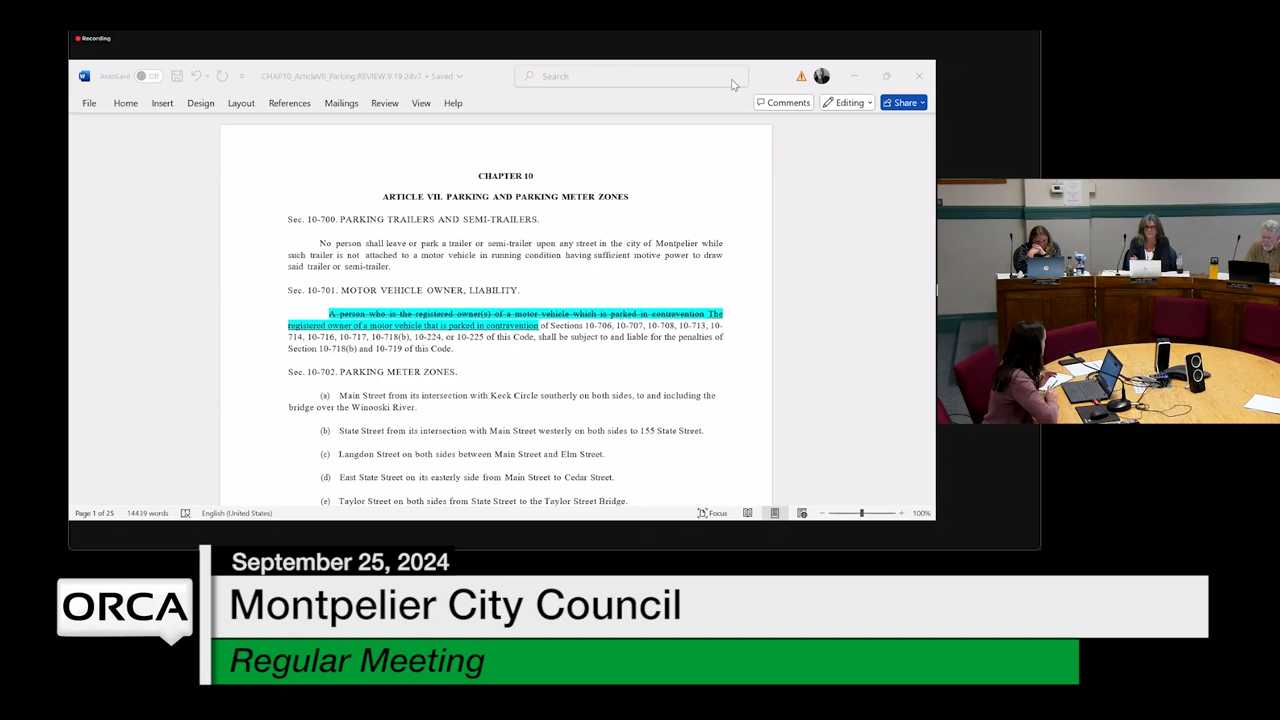 Recording
AutoSave Off CHAP10_ArticleVII_Parking.REVIEW.9.19.24v7 • Saved Search
File Home Insert Design Layout References Mailings Review View Help Comments Editing Share
CHAPTER 10
ARTICLE VII. PARKING AND PARKING METER ZONES
Sec. 10-700. PARKING TRAILERS AND SEMI-TRAILERS.
No person shall leave or park a trailer or semi-trailer upon any street in the city of Montpelier while
such trailer is not attached to a motor vehicle in running condition having sufficient motive power to draw
said trailer or semi-trailer.
Sec. 10-701. MOTOR VEHICLE OWNER, LIABILITY.
A person who is the registered owner(s) of a motor vehicle which is parked in contravention The
registered owner of a motor vehicle that is parked in contravention of Sections 10-706, 10-707, 10-708, 10-713, 10-
714, 10-716, 10-717, 10-718(b), 10-224, or 10-225 of this Code, shall be subject to and liable for the penalties of
Section 10-718(b) and 10-719 of this Code.
Sec. 10-702. PARKING METER ZONES.
(a) Main Street from its intersection with Keck Circle southerly on both sides, to and including the
bridge over the Winooski River.
(b) State Street from its intersection with Main Street westerly on both sides to 155 State Street.
(c) Langdon Street on both sides between Main Street and Elm Street.
(d) East State Street on its easterly side from Main Street to Cedar Street.
(e) Taylor Street on both sides from State Street to the Taylor Street Bridge.
Page 1 of 25 14439 words English (United States) Focus 100%
September 25, 2024
ORCA
Montpelier City Council
Regular Meeting